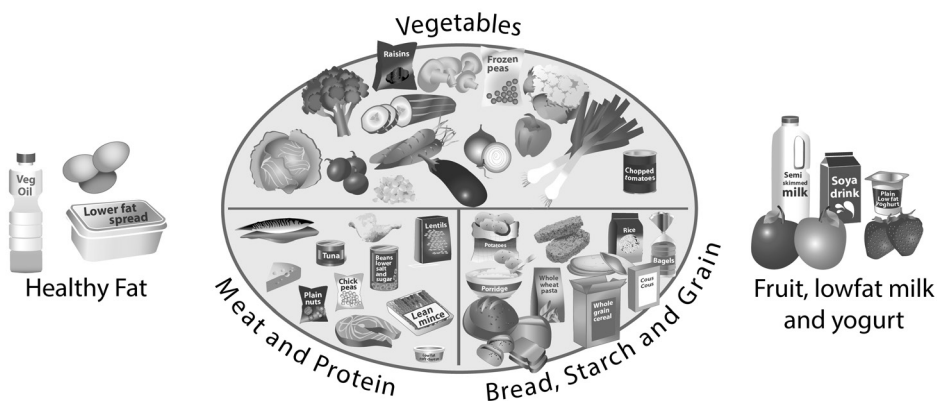 Vegetables
Raisins
Frozen
peas
Chopped
tomatoes
Veg
Oil
Lower fat
spread
Healthy Fat
Semi
skimmed
milk
Soya
drink
Plain
Low fat
Yoghurt
Fruit, lowfat milk
and yogurt
Lentils
Tuna
Beans
lower
salt
and
sugar
Chick
peas
Plain
nuts
Lean
mince
Meat and Protein
Potatoes
Rice
Bagels
Porridge
Whole
wheat
pasta
Cous
Cous
Whole
grain
cereal
Bread, Starch and Grain